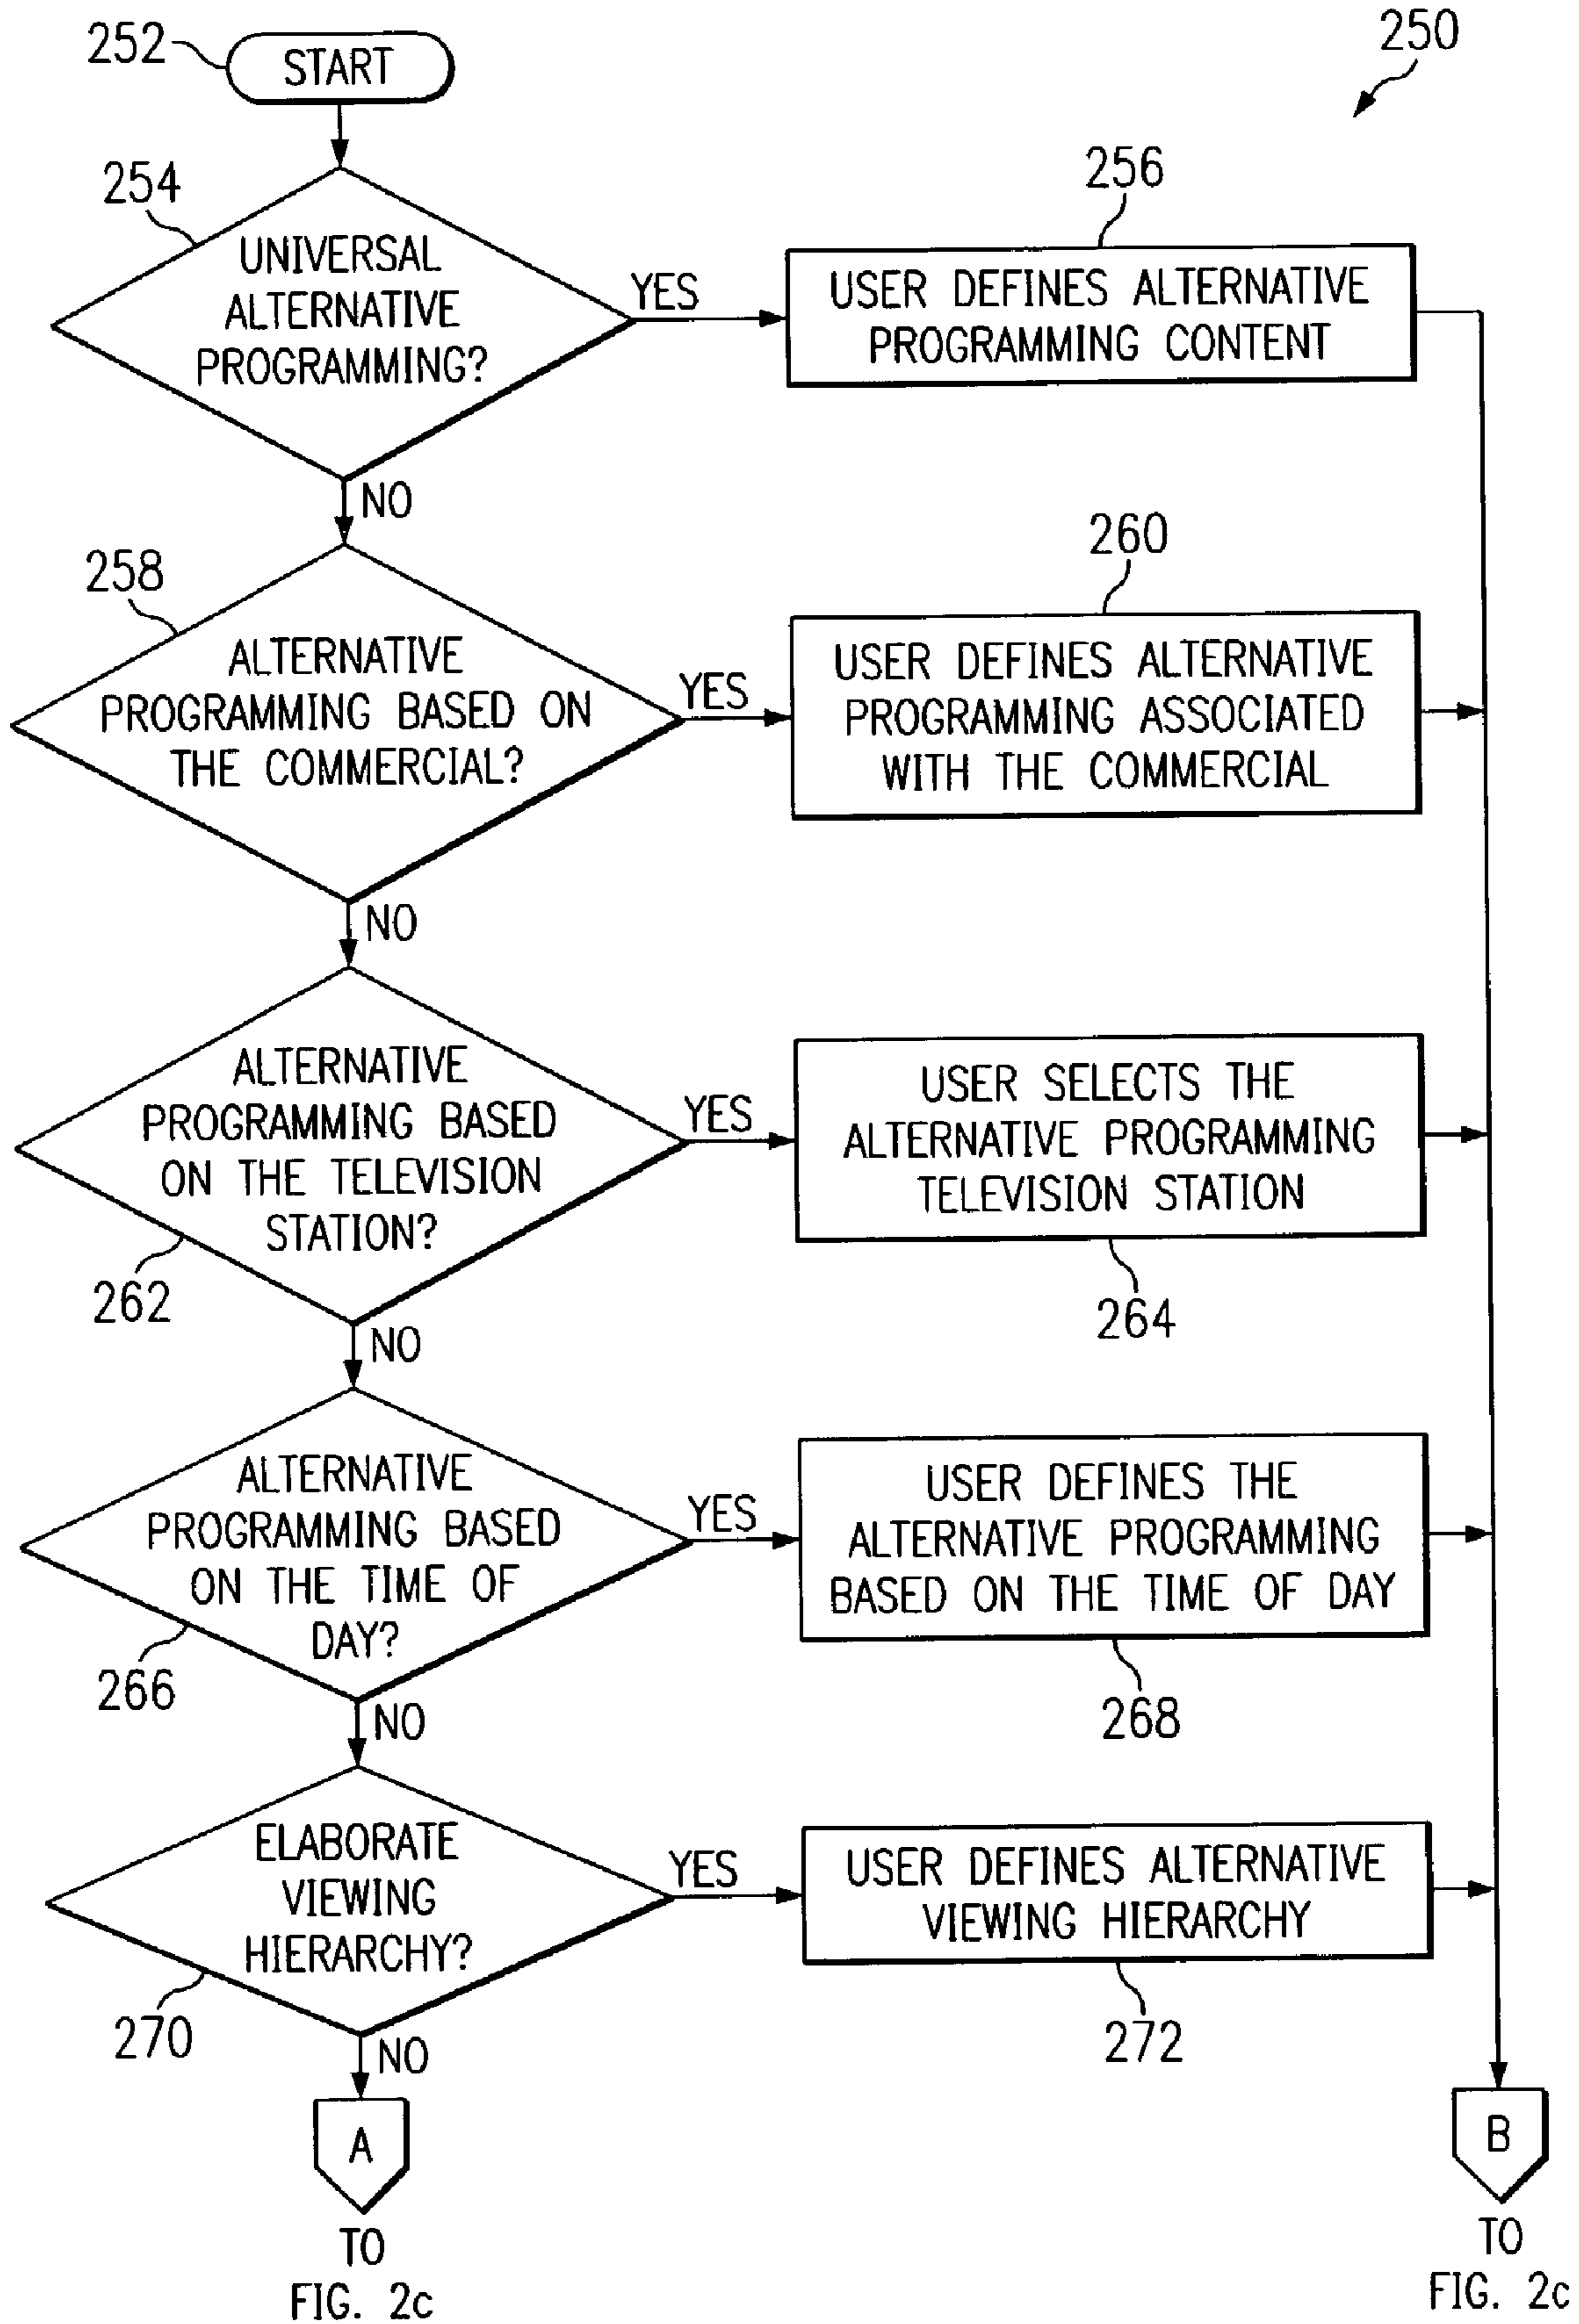 252
START
250
254
UNIVERSAL
ALTERNATIVE
PROGRAMMING?
YES
256
USER DEFINES ALTERNATIVE
PROGRAMMING CONTENT
NO
258
ALTERNATIVE
PROGRAMMING BASED ON
THE COMMERCIAL?
YES
260
USER DEFINES ALTERNATIVE
PROGRAMMING ASSOCIATED
WITH THE COMMERCIAL
NO
ALTERNATIVE
PROGRAMMING BASED
ON THE TELEVISION
STATION?
262
YES
USER SELECTS THE
ALTERNATIVE PROGRAMMING
TELEVISION STATION
264
NO
ALTERNATIVE
PROGRAMMING BASED
ON THE TIME OF
DAY?
266
YES
USER DEFINES THE
ALTERNATIVE PROGRAMMING
BASED ON THE TIME OF DAY
268
NO
ELABORATE
VIEWING
HIERARCHY?
270
YES
USER DEFINES ALTERNATIVE
VIEWING HIERARCHY
272
NO
A
TO
FIG. 2c
B
TO
FIG. 2c